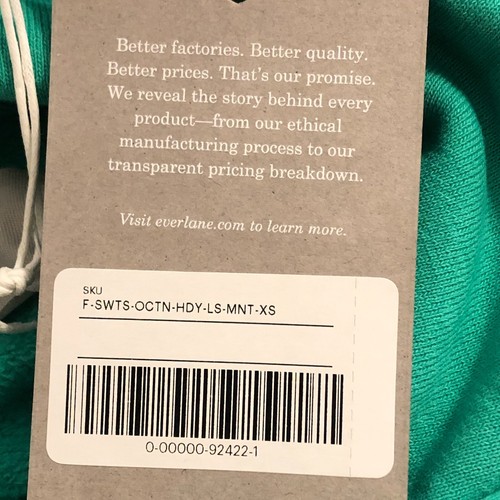 Better factories. Better quality.
Better prices. That's our promise.
We reveal the story behind every
product—from our ethical
manufacturing process to our
transparent pricing breakdown.
Visit everlane.com to learn more.
SKU
F-SWTS-OCTN-HDY-LS-MNT-XS
0-00000-92422-1